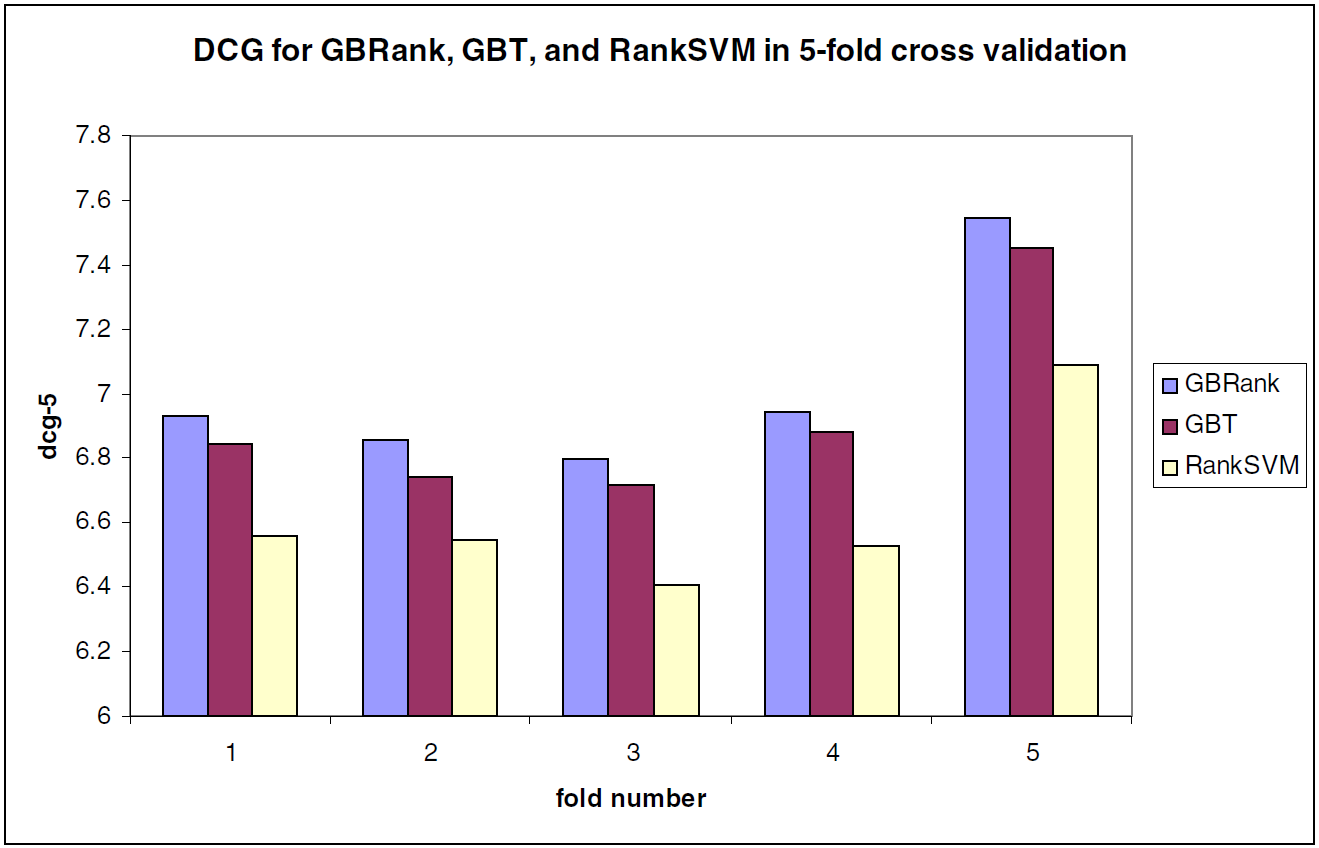 DCG for GBRank, GBT, and RankSVM in 5-fold cross validation
7.8
7.6
7.4
7.2
7
6.8
6.6
6.4
6.2
6
dcg-5
1 2 3 4 5
fold number
GBRank
GBT
RankSVM